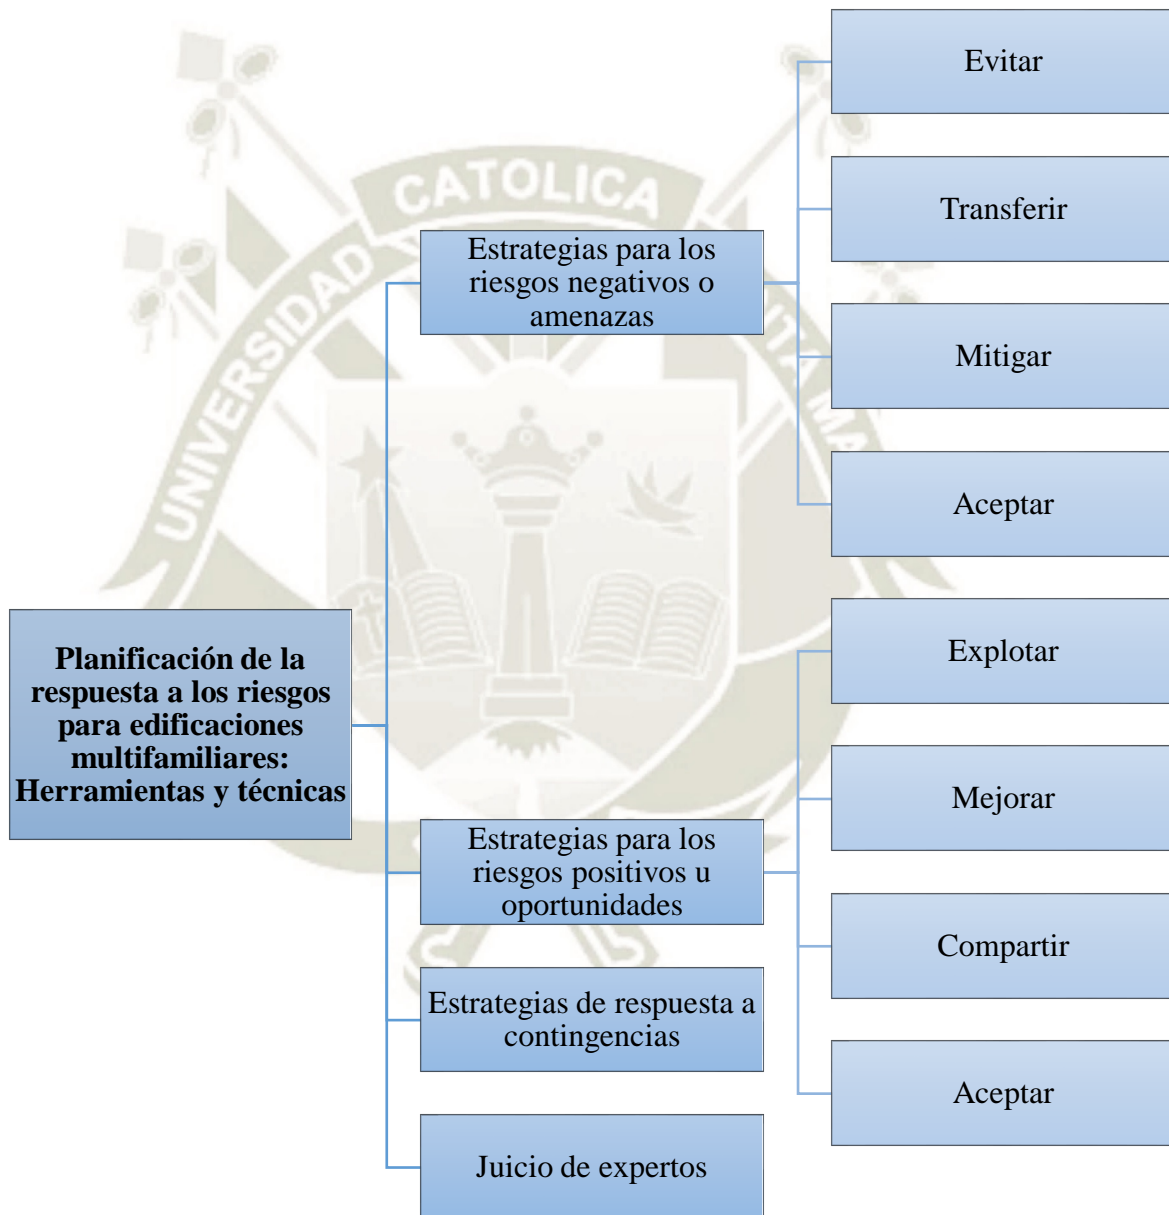 Planificación de la
respuesta a los riesgos
para edificaciones
multifamiliares:
Herramientas y técnicas
Estrategias para los
riesgos negativos o
amenazas
Evitar
Transferir
Mitigar
Aceptar
Estrategias para los
riesgos positivos u
oportunidades
Explotar
Mejorar
Compartir
Aceptar
Estrategias de respuesta a
contingencias
Juicio de expertos
UNIVERSIDAD
CATOLICA